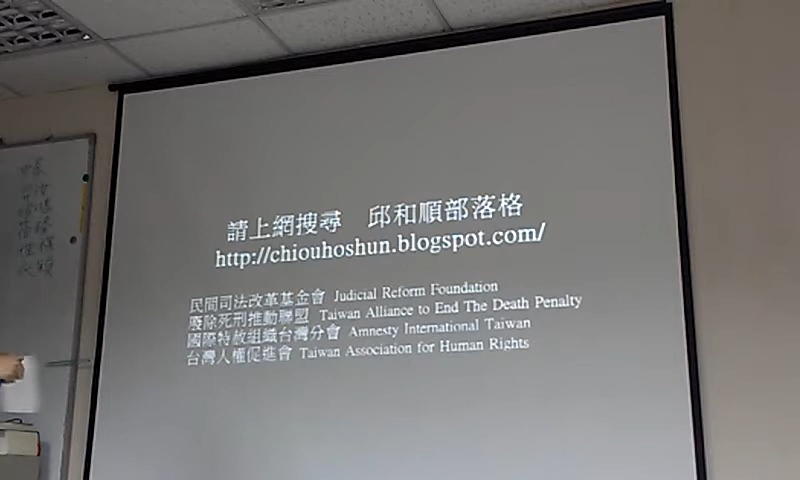 請上網搜尋 邱和順部落格
http://chiouhoshun.blogspot.com/
民間司法改革基金會 Judicial Reform Foundation
廢除死刑推動聯盟 Taiwan Alliance to End The Death Penalty
國際特赦組織台灣分會 Amnesty International Taiwan
台灣人權促進會 Taiwan Association for Human Rights